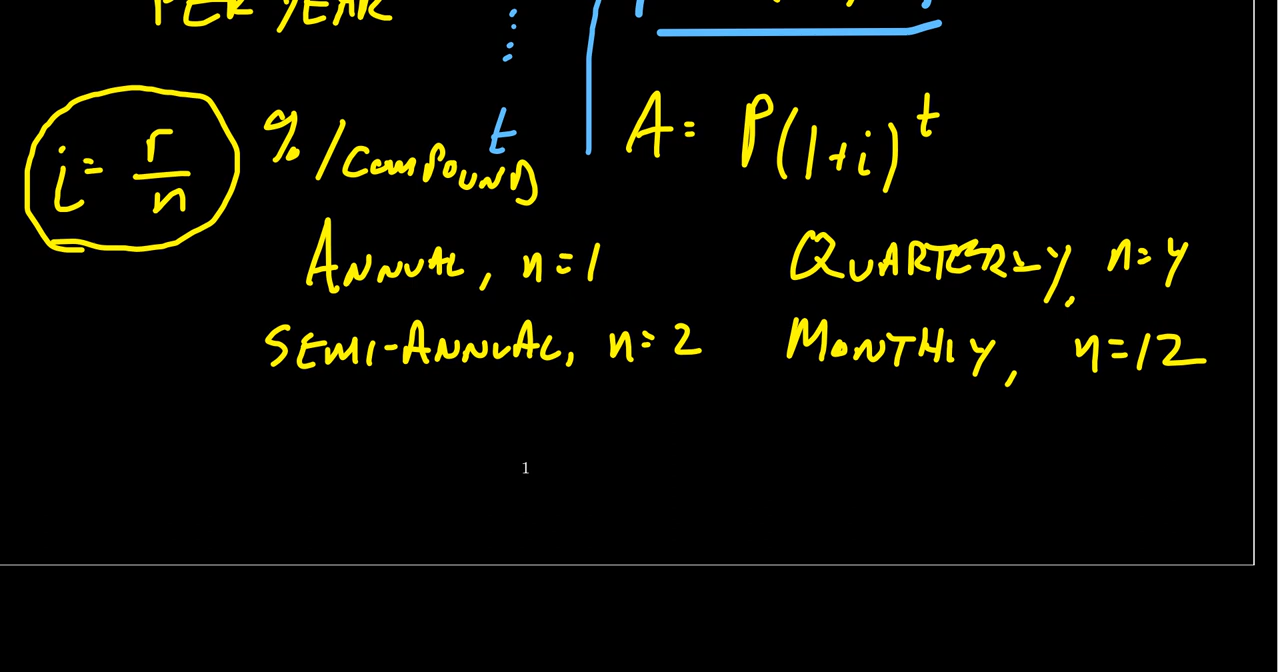 PER YEAR
t
i = r/n % / COMPOUND A = P(1+i)^t
ANNUAL, n=1 QUARTERLY, n=4
SEMI-ANNUAL, n=2 MONTHLY, n=12
1